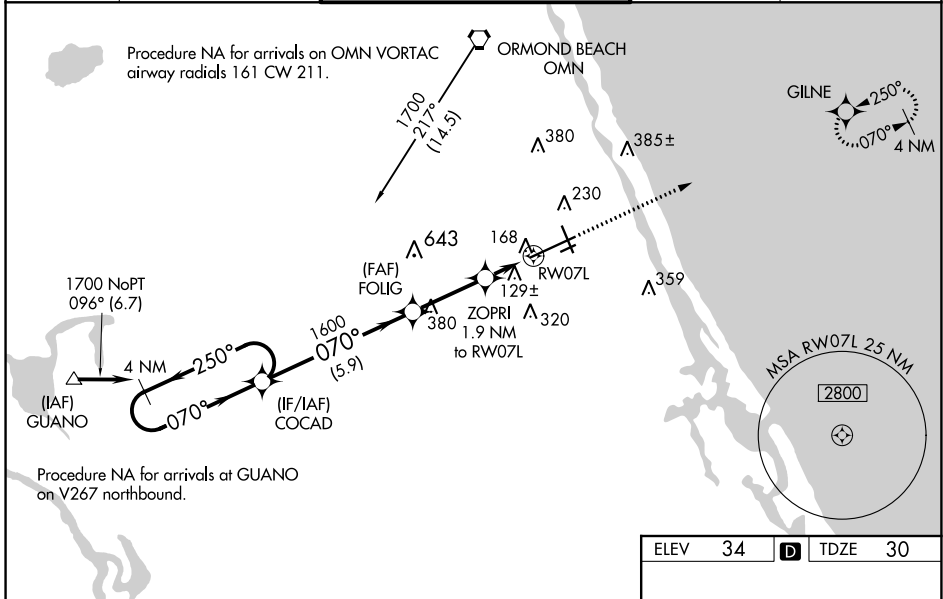 Procedure NA for arrivals on OMN VORTAC
airway radials 161 CW 211.
ORMOND BEACH
OMN
1700
217°
(14.5)
GILNE
250°
070°
4 NM
380
385±
230
643
168
(FAF)
FOLIG
RW07L
129±
359
1700 NoPT
096° (6.7)
1600
070°
(5.9)
380
ZOPRI
1.9 NM
to RW07L
320
4 NM
250°
070°
(IAF)
GUANO
(IF/IAF)
COCAD
MSA RW07L 25 NM
2800
Procedure NA for arrivals at GUANO
on V267 northbound.
ELEV 34 D TDZE 30